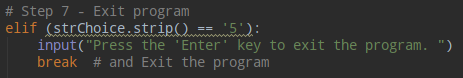 # Step 7 - Exit program
elif (strChoice.strip() == '5'):
    input("Press the 'Enter' key to exit the program. ")
    break  # and Exit the program